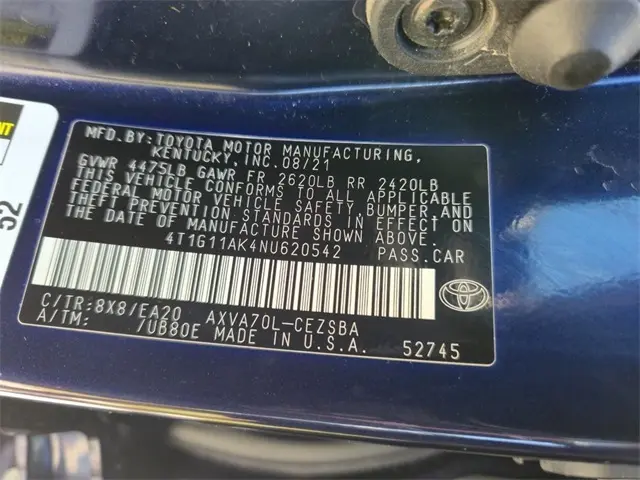 MFD.BY:TOYOTA MOTOR MANUFACTURING,
KENTUCKY,INC.08/21
GVWR 4475LB GAWR FR 2620LB RR 2420LB
THIS VEHICLE CONFORMS TO ALL APPLICABLE
FEDERAL MOTOR VEHICLE SAFETY,BUMPER, AND
THEFT PREVENTION STANDARDS IN EFFECT ON
THE DATE OF MANUFACTURE SHOWN ABOVE.
4T1G11AK4NU620542 PASS.CAR
C/TR:8X8/EA20 AXVA70L-CEZSBA
A/TM: /UB80E MADE IN U.S.A. 52745
52